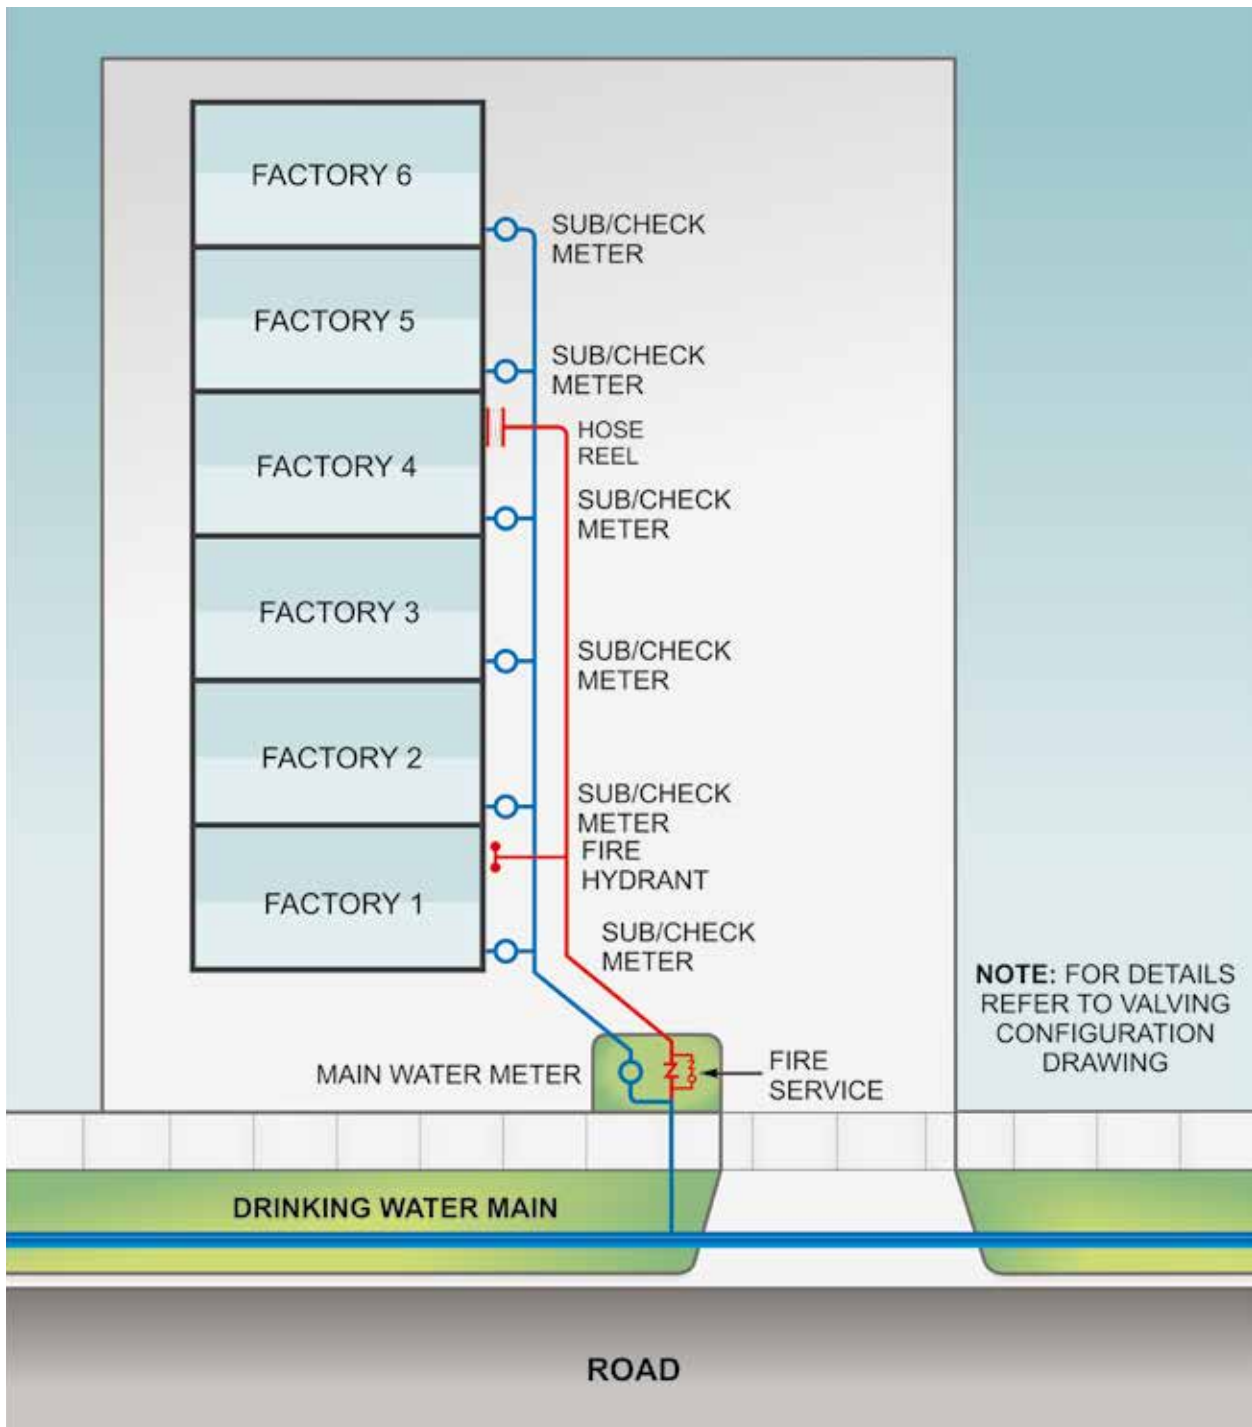 FACTORY 6
SUB/CHECK
METER
FACTORY 5
SUB/CHECK
METER
HOSE
REEL
FACTORY 4
SUB/CHECK
METER
FACTORY 3
SUB/CHECK
METER
FACTORY 2
SUB/CHECK
METER
FIRE
HYDRANT
FACTORY 1
SUB/CHECK
METER
NOTE: FOR DETAILS
REFER TO VALVING
CONFIGURATION
DRAWING
MAIN WATER METER
FIRE
SERVICE
DRINKING WATER MAIN
ROAD